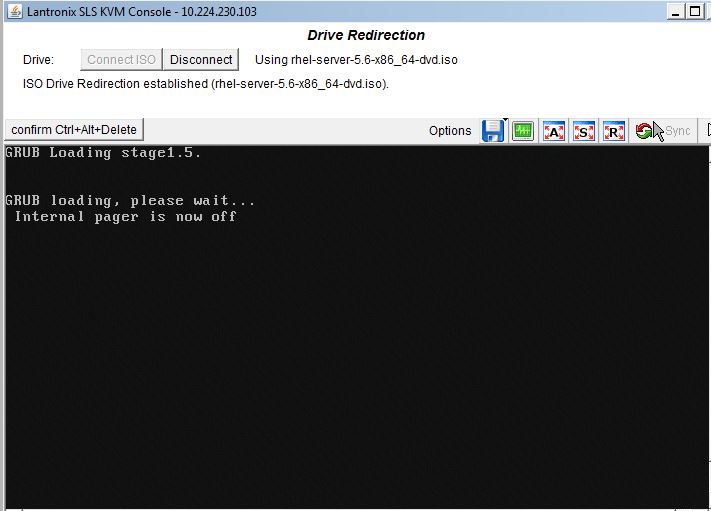 Lantronix SLS KVM Console - 10.224.230.103
Drive Redirection
Drive: Connect ISO Disconnect Using rhel-server-5.6-x86_64-dvd.iso
ISO Drive Redirection established (rhel-server-5.6-x86_64-dvd.iso).
confirm Ctrl+Alt+Delete Options A S R Sync
GRUB Loading stage1.5.
GRUB loading, please wait...
Internal pager is now off